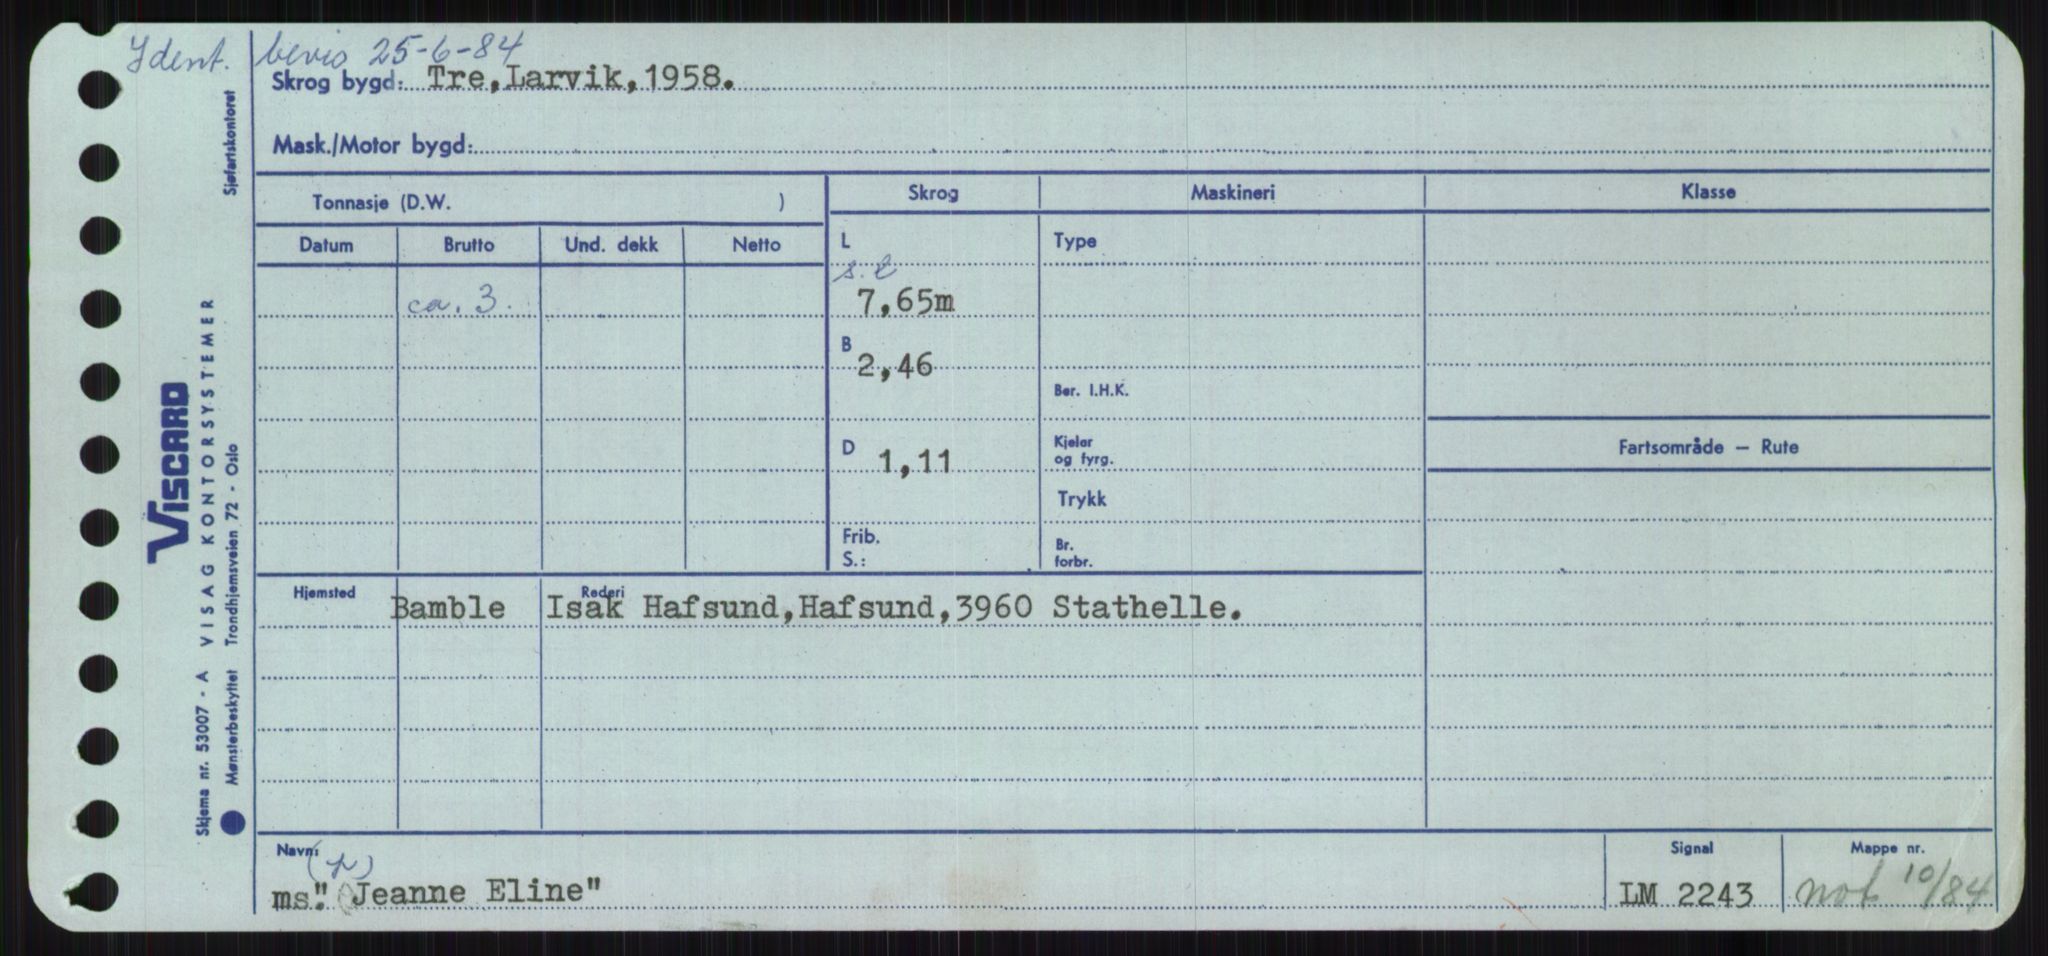 Ident. bevis 25-6-84
Skrog bygd: Tre, Larvik, 1958.
Mask./Motor bygd:
Tonnasje (D.W. )
Skrog
Maskineri
Klasse
Datum
Brutto
Und. dekk
Netto
L
Type
s.l
ca. 3.
7,65m
B
2,46
Ber. I.H.K.
D
1,11
Kjelar
og fyrg.
Fartsområde — Rute
Trykk
Frib.
S.:
Br.
forbr.
Hjemsted
Rederi
Bamble Isak Hafsund, Hafsund, 3960 Stathelle.
Navn:
Signal
Mappe nr.
ms. "Jeanne Eline"
LM 2243
not 10/84
VISCARD
VISAG KONTORSYSTEMER
Skjema nr. 53007 - A
Sjøfartskontoret
Trondhjemsveien 72 - Oslo
Mønsterbeskyttet